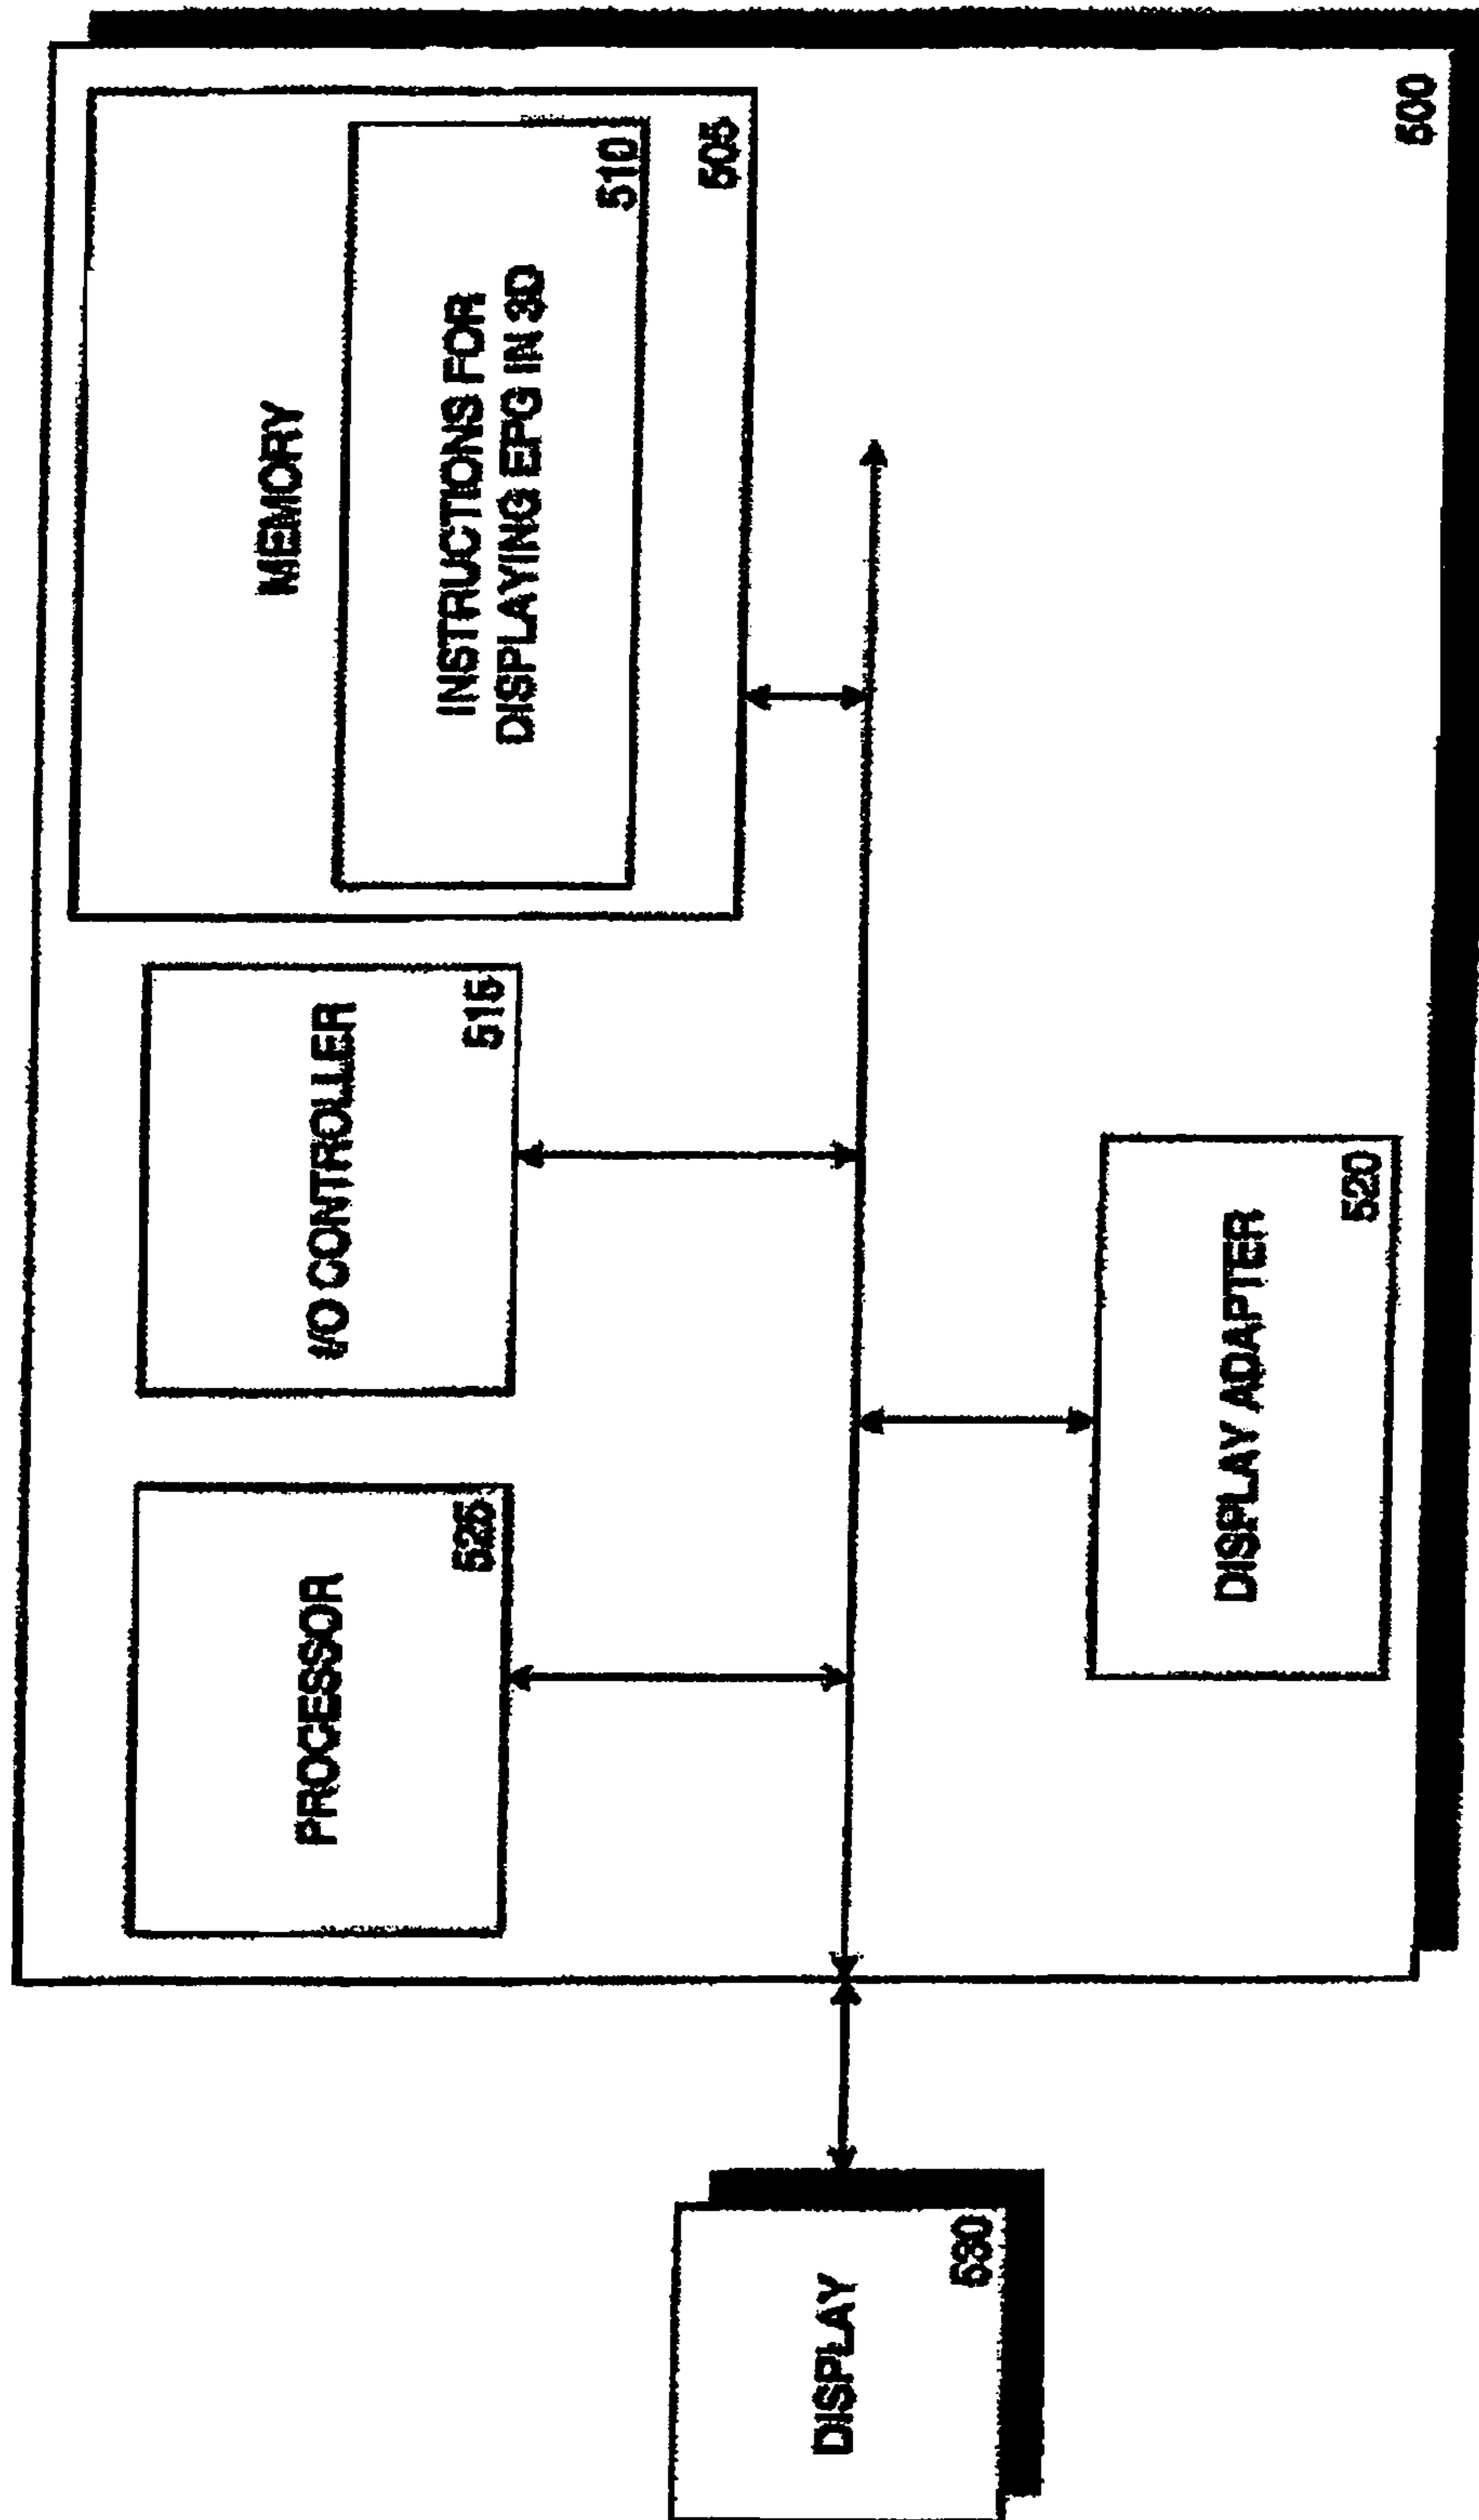 MEMORY
INSTRUCTIONS FOR
DISPLAYING EPG IN 3D
510
505
I/O CONTROLLER
515
PROCESSOR
525
DISPLAY ADAPTER
520
500
DISPLAY
530